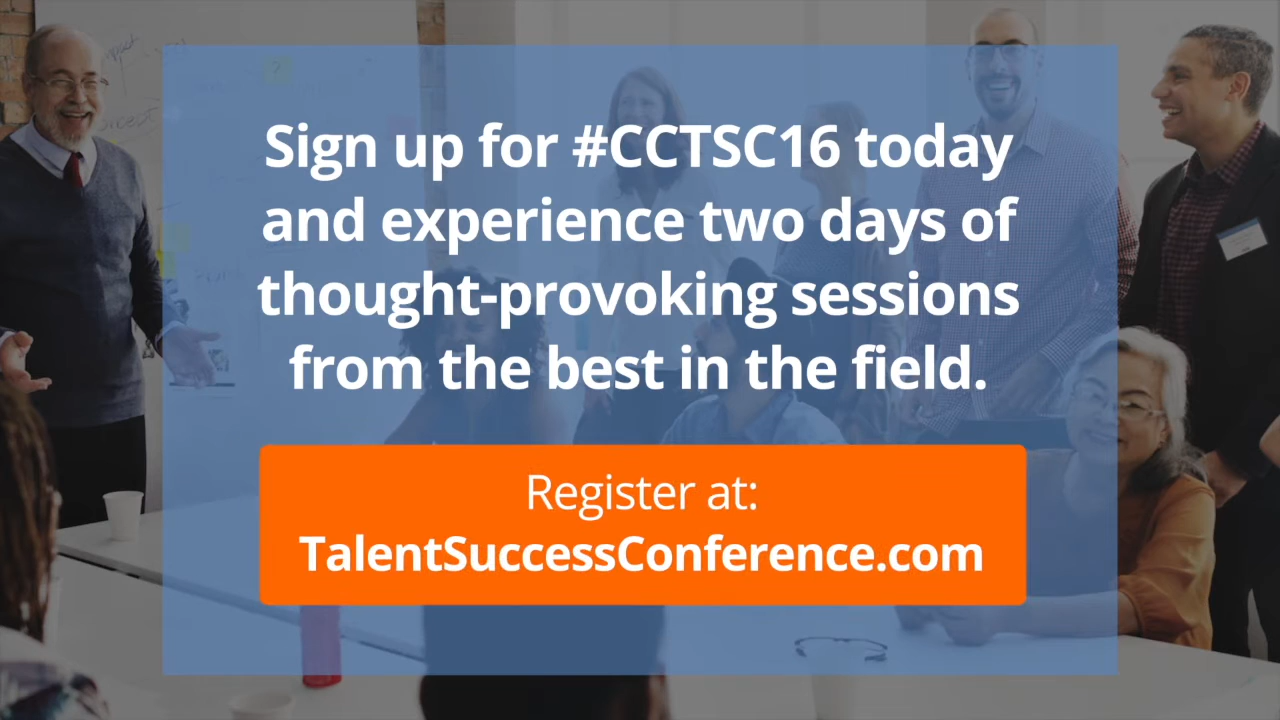 Sign up for #CCTSC16 today
and experience two days of
thought-provoking sessions
from the best in the field.
Register at:
TalentSuccessConference.com